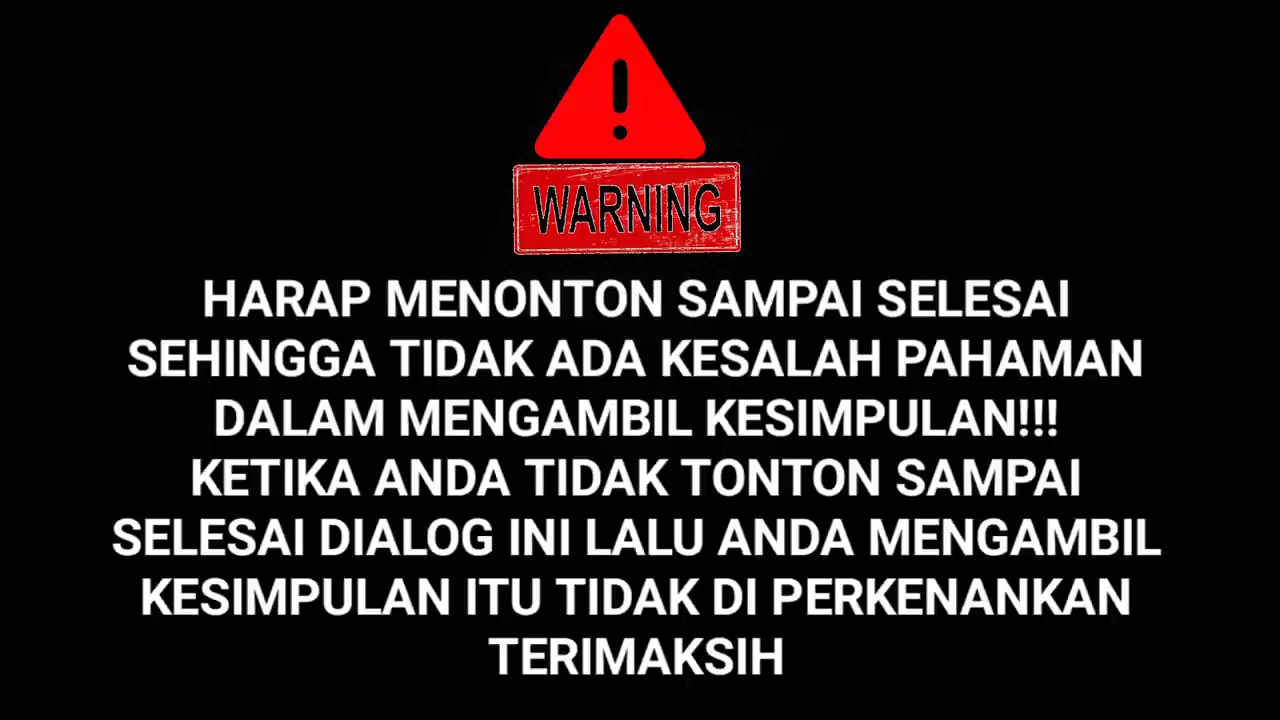 WARNING
HARAP MENONTON SAMPAI SELESAI
SEHINGGA TIDAK ADA KESALAH PAHAMAN
DALAM MENGAMBIL KESIMPULAN!!!
KETIKA ANDA TIDAK TONTON SAMPAI
SELESAI DIALOG INI LALU ANDA MENGAMBIL
KESIMPULAN ITU TIDAK DI PERKENANKAN
TERIMAKSIH